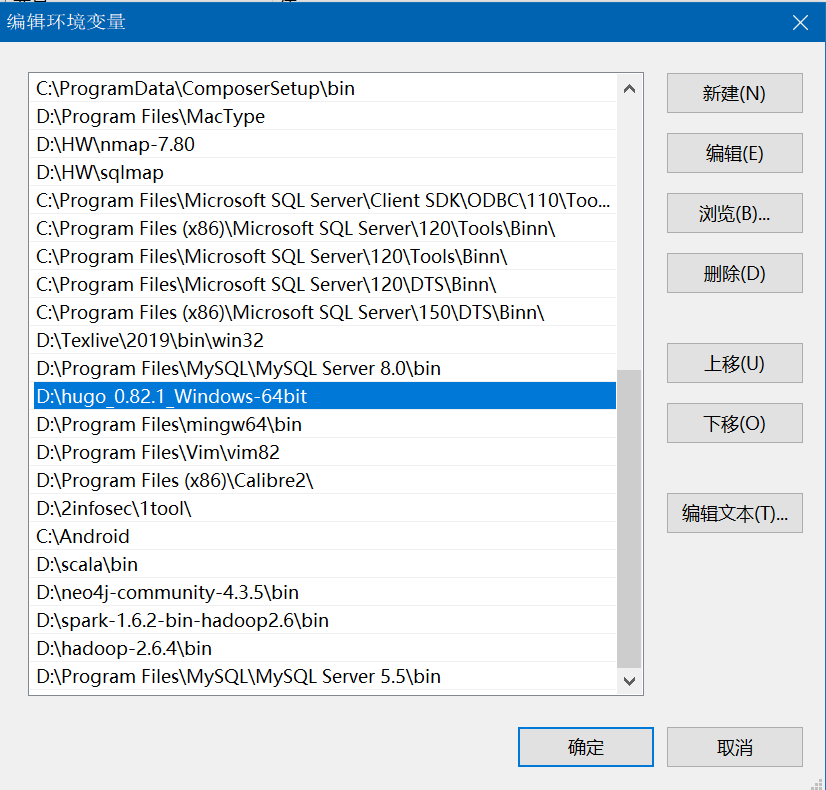 编辑环境变量
C:\ProgramData\ComposerSetup\bin
D:\Program Files\MacType
D:\HW\nmap-7.80
D:\HW\sqlmap
C:\Program Files\Microsoft SQL Server\Client SDK\ODBC\110\Too...
C:\Program Files (x86)\Microsoft SQL Server\120\Tools\Binn\
C:\Program Files\Microsoft SQL Server\120\Tools\Binn\
C:\Program Files\Microsoft SQL Server\120\DTS\Binn\
C:\Program Files (x86)\Microsoft SQL Server\150\DTS\Binn\
D:\Texlive\2019\bin\win32
D:\Program Files\MySQL\MySQL Server 8.0\bin
D:\hugo_0.82.1_Windows-64bit
D:\Program Files\mingw64\bin
D:\Program Files\Vim\vim82
D:\Program Files (x86)\Calibre2\
D:\2infosec\1tool\
C:\Android
D:\scala\bin
D:\neo4j-community-4.3.5\bin
D:\spark-1.6.2-bin-hadoop2.6\bin
D:\hadoop-2.6.4\bin
D:\Program Files\MySQL\MySQL Server 5.5\bin
新建(N)
编辑(E)
浏览(B)...
删除(D)
上移(U)
下移(O)
编辑文本(T)...
确定
取消